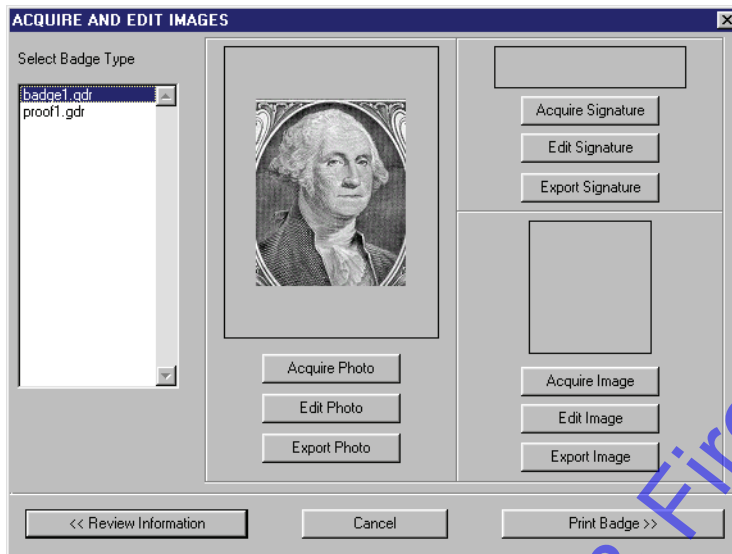 ACQUIRE AND EDIT IMAGES
Select Badge Type
badge1.gdr
proof1.gdr
Acquire Photo
Edit Photo
Export Photo
Acquire Signature
Edit Signature
Export Signature
Acquire Image
Edit Image
Export Image
<< Review Information
Cancel
Print Badge >>
Fire